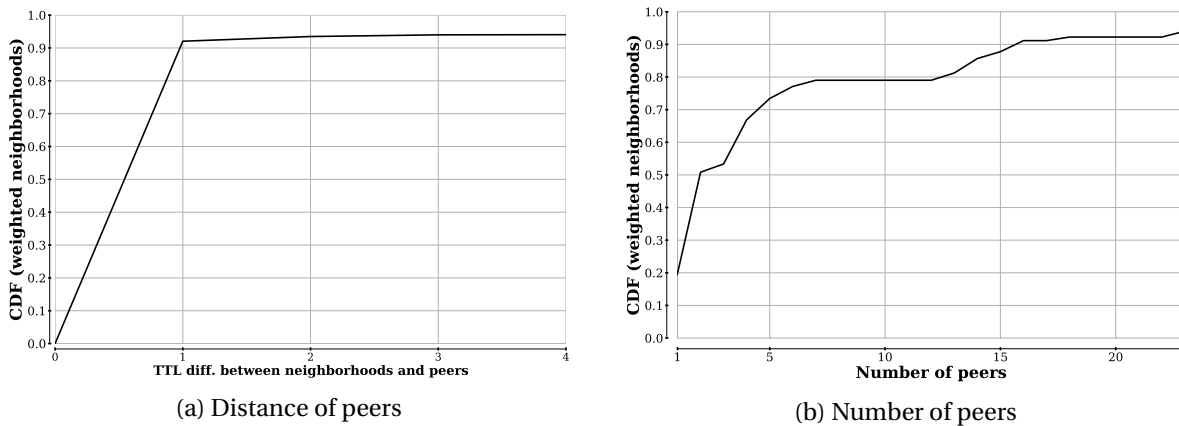 CDF (weighted neighborhoods)
1.0
0.9
0.8
0.7
0.6
0.5
0.4
0.3
0.2
0.1
0.0
0 1 2 3 4
TTL diff. between neighborhoods and peers
(a) Distance of peers
CDF (weighted neighborhoods)
1.0
0.9
0.8
0.7
0.6
0.5
0.4
0.3
0.2
0.1
0.0
1 5 10 15 20
Number of peers
(b) Number of peers